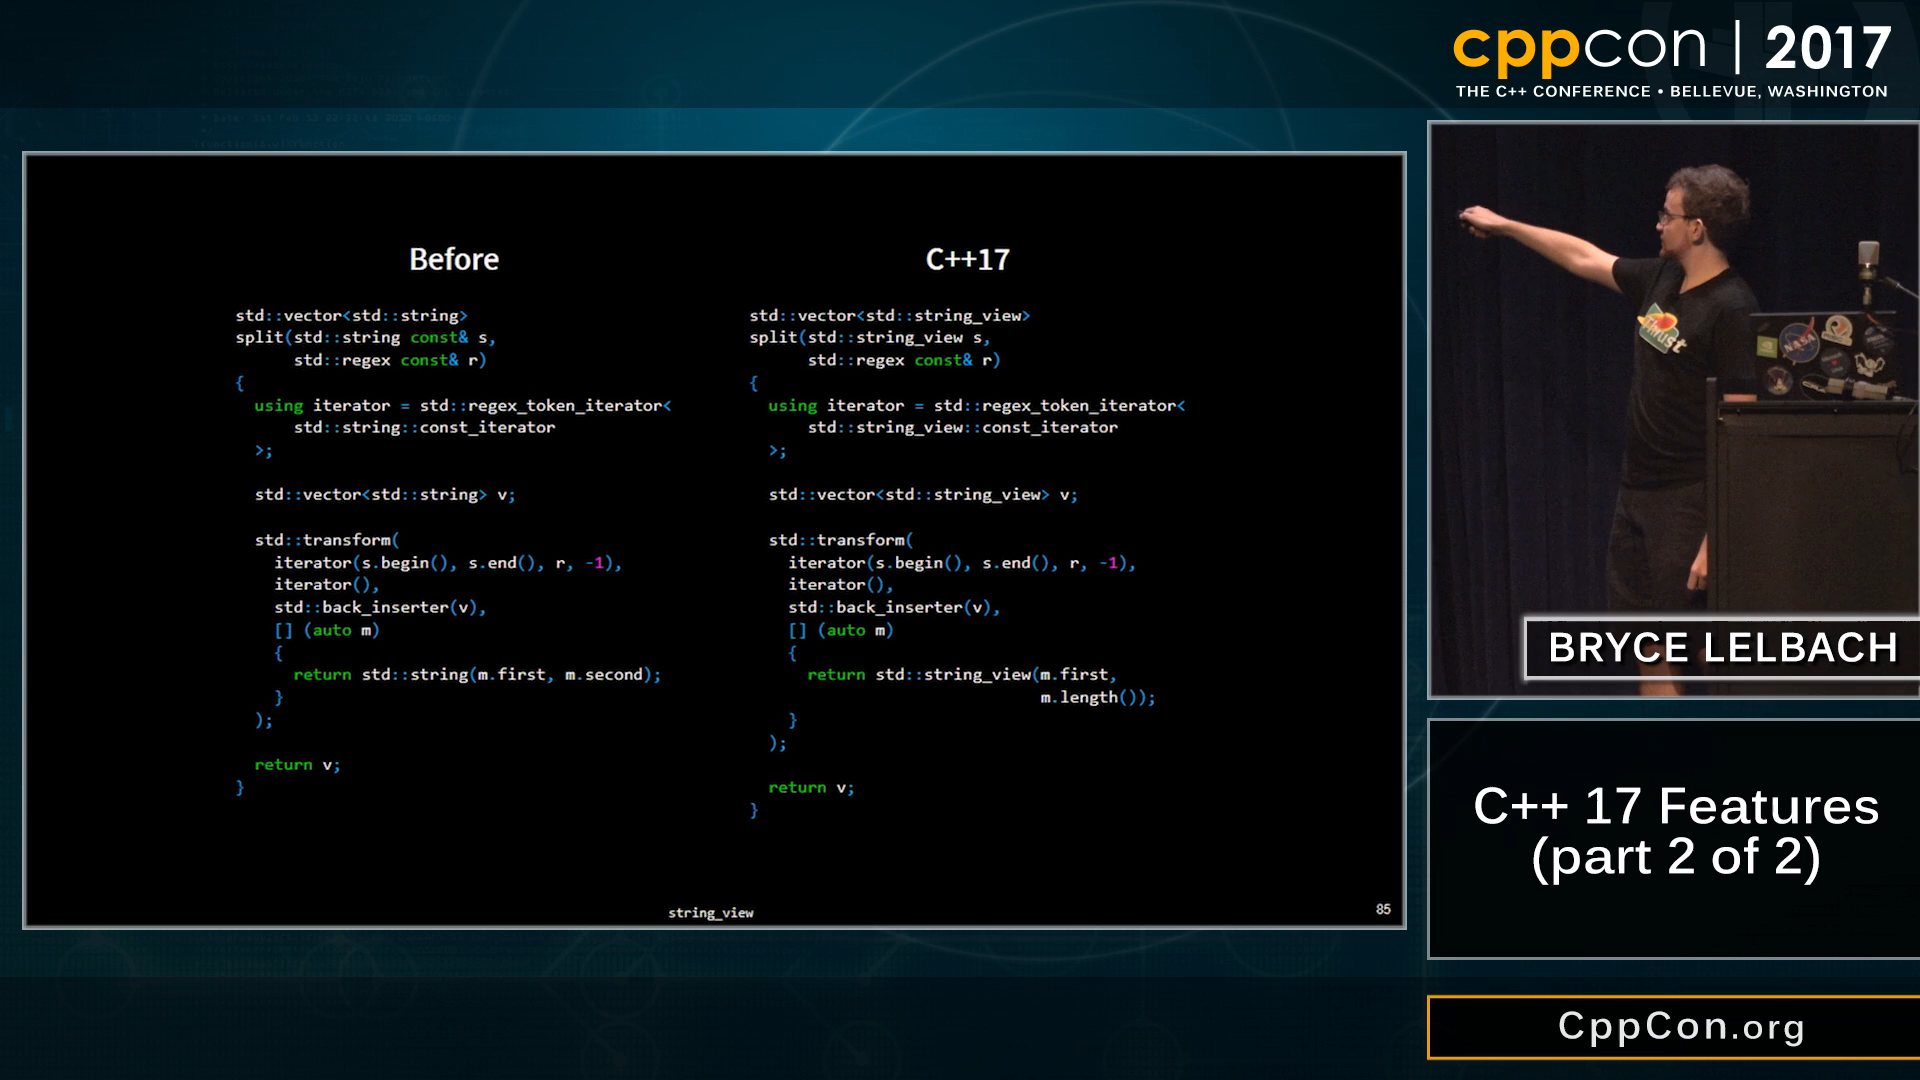 cppcon | 2017
THE C++ CONFERENCE • BELLEVUE, WASHINGTON
Before
std::vector<std::string>
split(std::string const& s,
      std::regex const& r)
{
  using iterator = std::regex_token_iterator<
      std::string::const_iterator
  >;

  std::vector<std::string> v;

  std::transform(
    iterator(s.begin(), s.end(), r, -1),
    iterator(),
    std::back_inserter(v),
    [] (auto m)
    {
      return std::string(m.first, m.second);
    }
  );

  return v;
}
C++17
std::vector<std::string_view>
split(std::string_view s,
      std::regex const& r)
{
  using iterator = std::regex_token_iterator<
      std::string_view::const_iterator
  >;

  std::vector<std::string_view> v;

  std::transform(
    iterator(s.begin(), s.end(), r, -1),
    iterator(),
    std::back_inserter(v),
    [] (auto m)
    {
      return std::string_view(m.first,
                              m.length());
    }
  );

  return v;
}
string_view
85
Thrust
NASA
BRYCE LELBACH
C++ 17 Features
(part 2 of 2)
CppCon.org